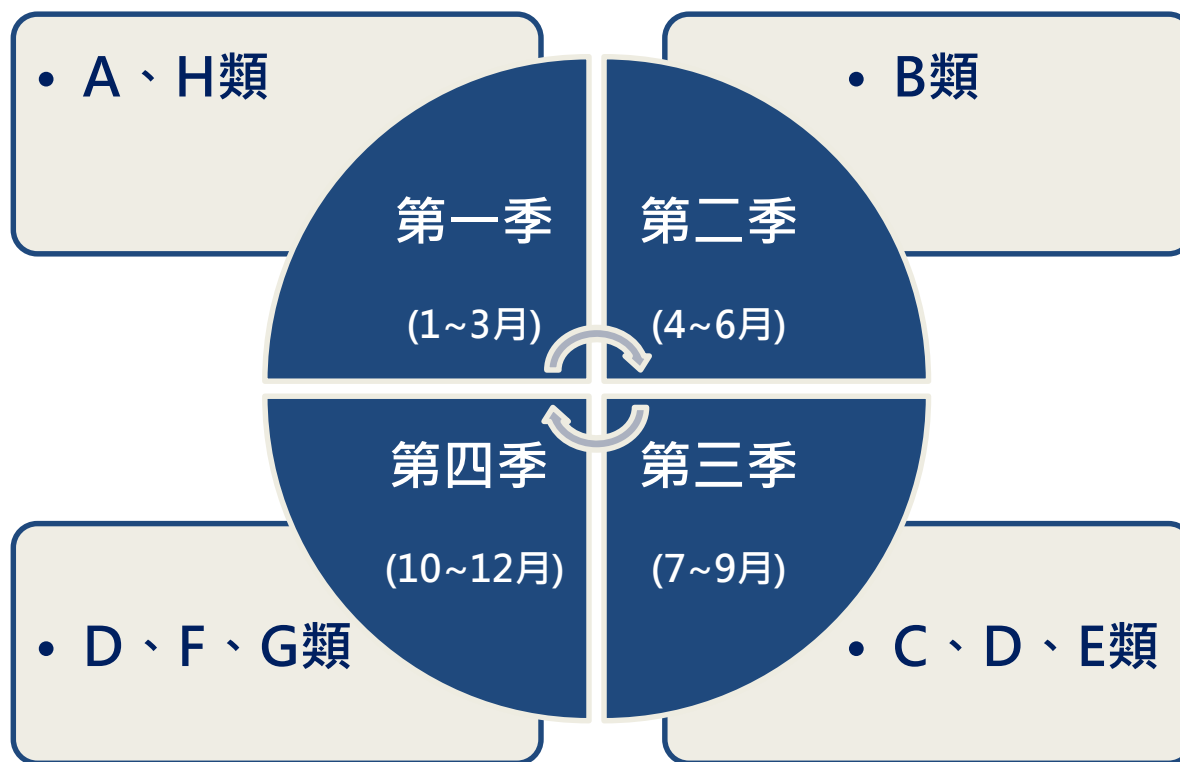 • A、H類
• B類
第一季
(1~3月)
第二季
(4~6月)
第四季
(10~12月)
第三季
(7~9月)
• D、F、G類
• C、D、E類